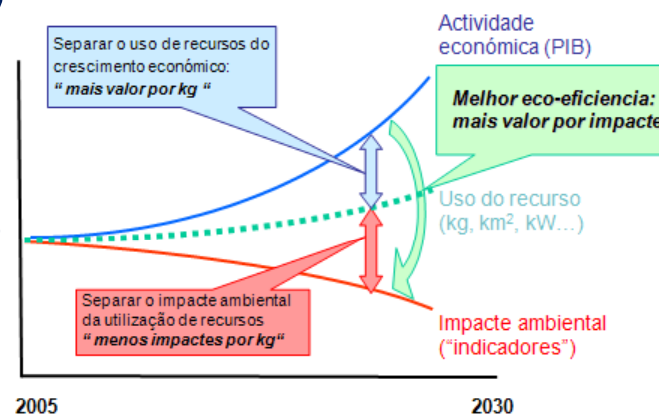 Actividade
económica (PIB)
Separar o uso de recursos do
crescimento económico:
“ mais valor por kg “
Melhor eco-eficiencia:
mais valor por impacte
Uso do recurso
(kg, km², kW…)
Separar o impacte ambiental
da utilização de recursos
“ menos impactes por kg“
Impacte ambiental
(“indicadores”)
2005
2030